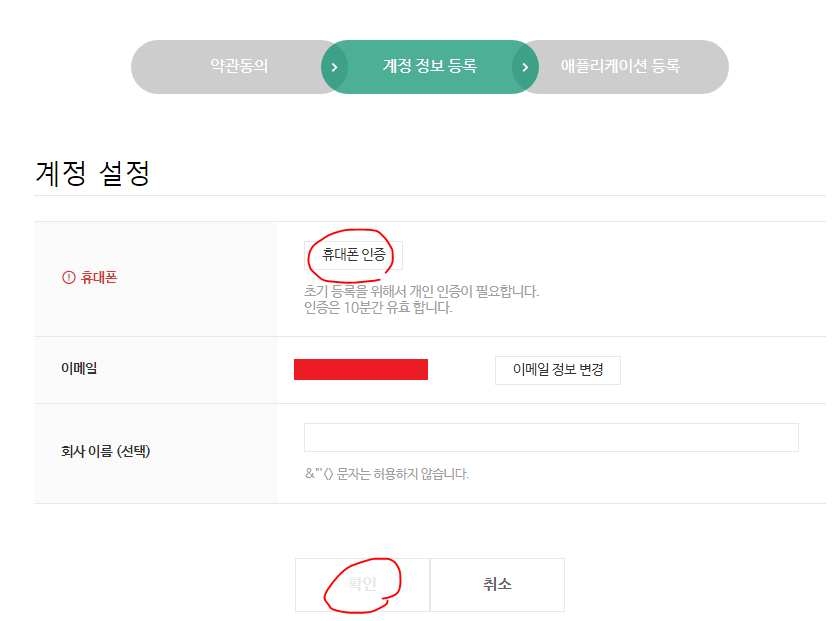 약관동의 > 계정 정보 등록 > 애플리케이션 등록
계정 설정
휴대폰 인증
! 휴대폰
초기 등록을 위해서 개인 인증이 필요합니다.
인증은 10분간 유효 합니다.
이메일
이메일 정보 변경
회사 이름 (선택)
&"'<> 문자는 허용하지 않습니다.
확인
취소